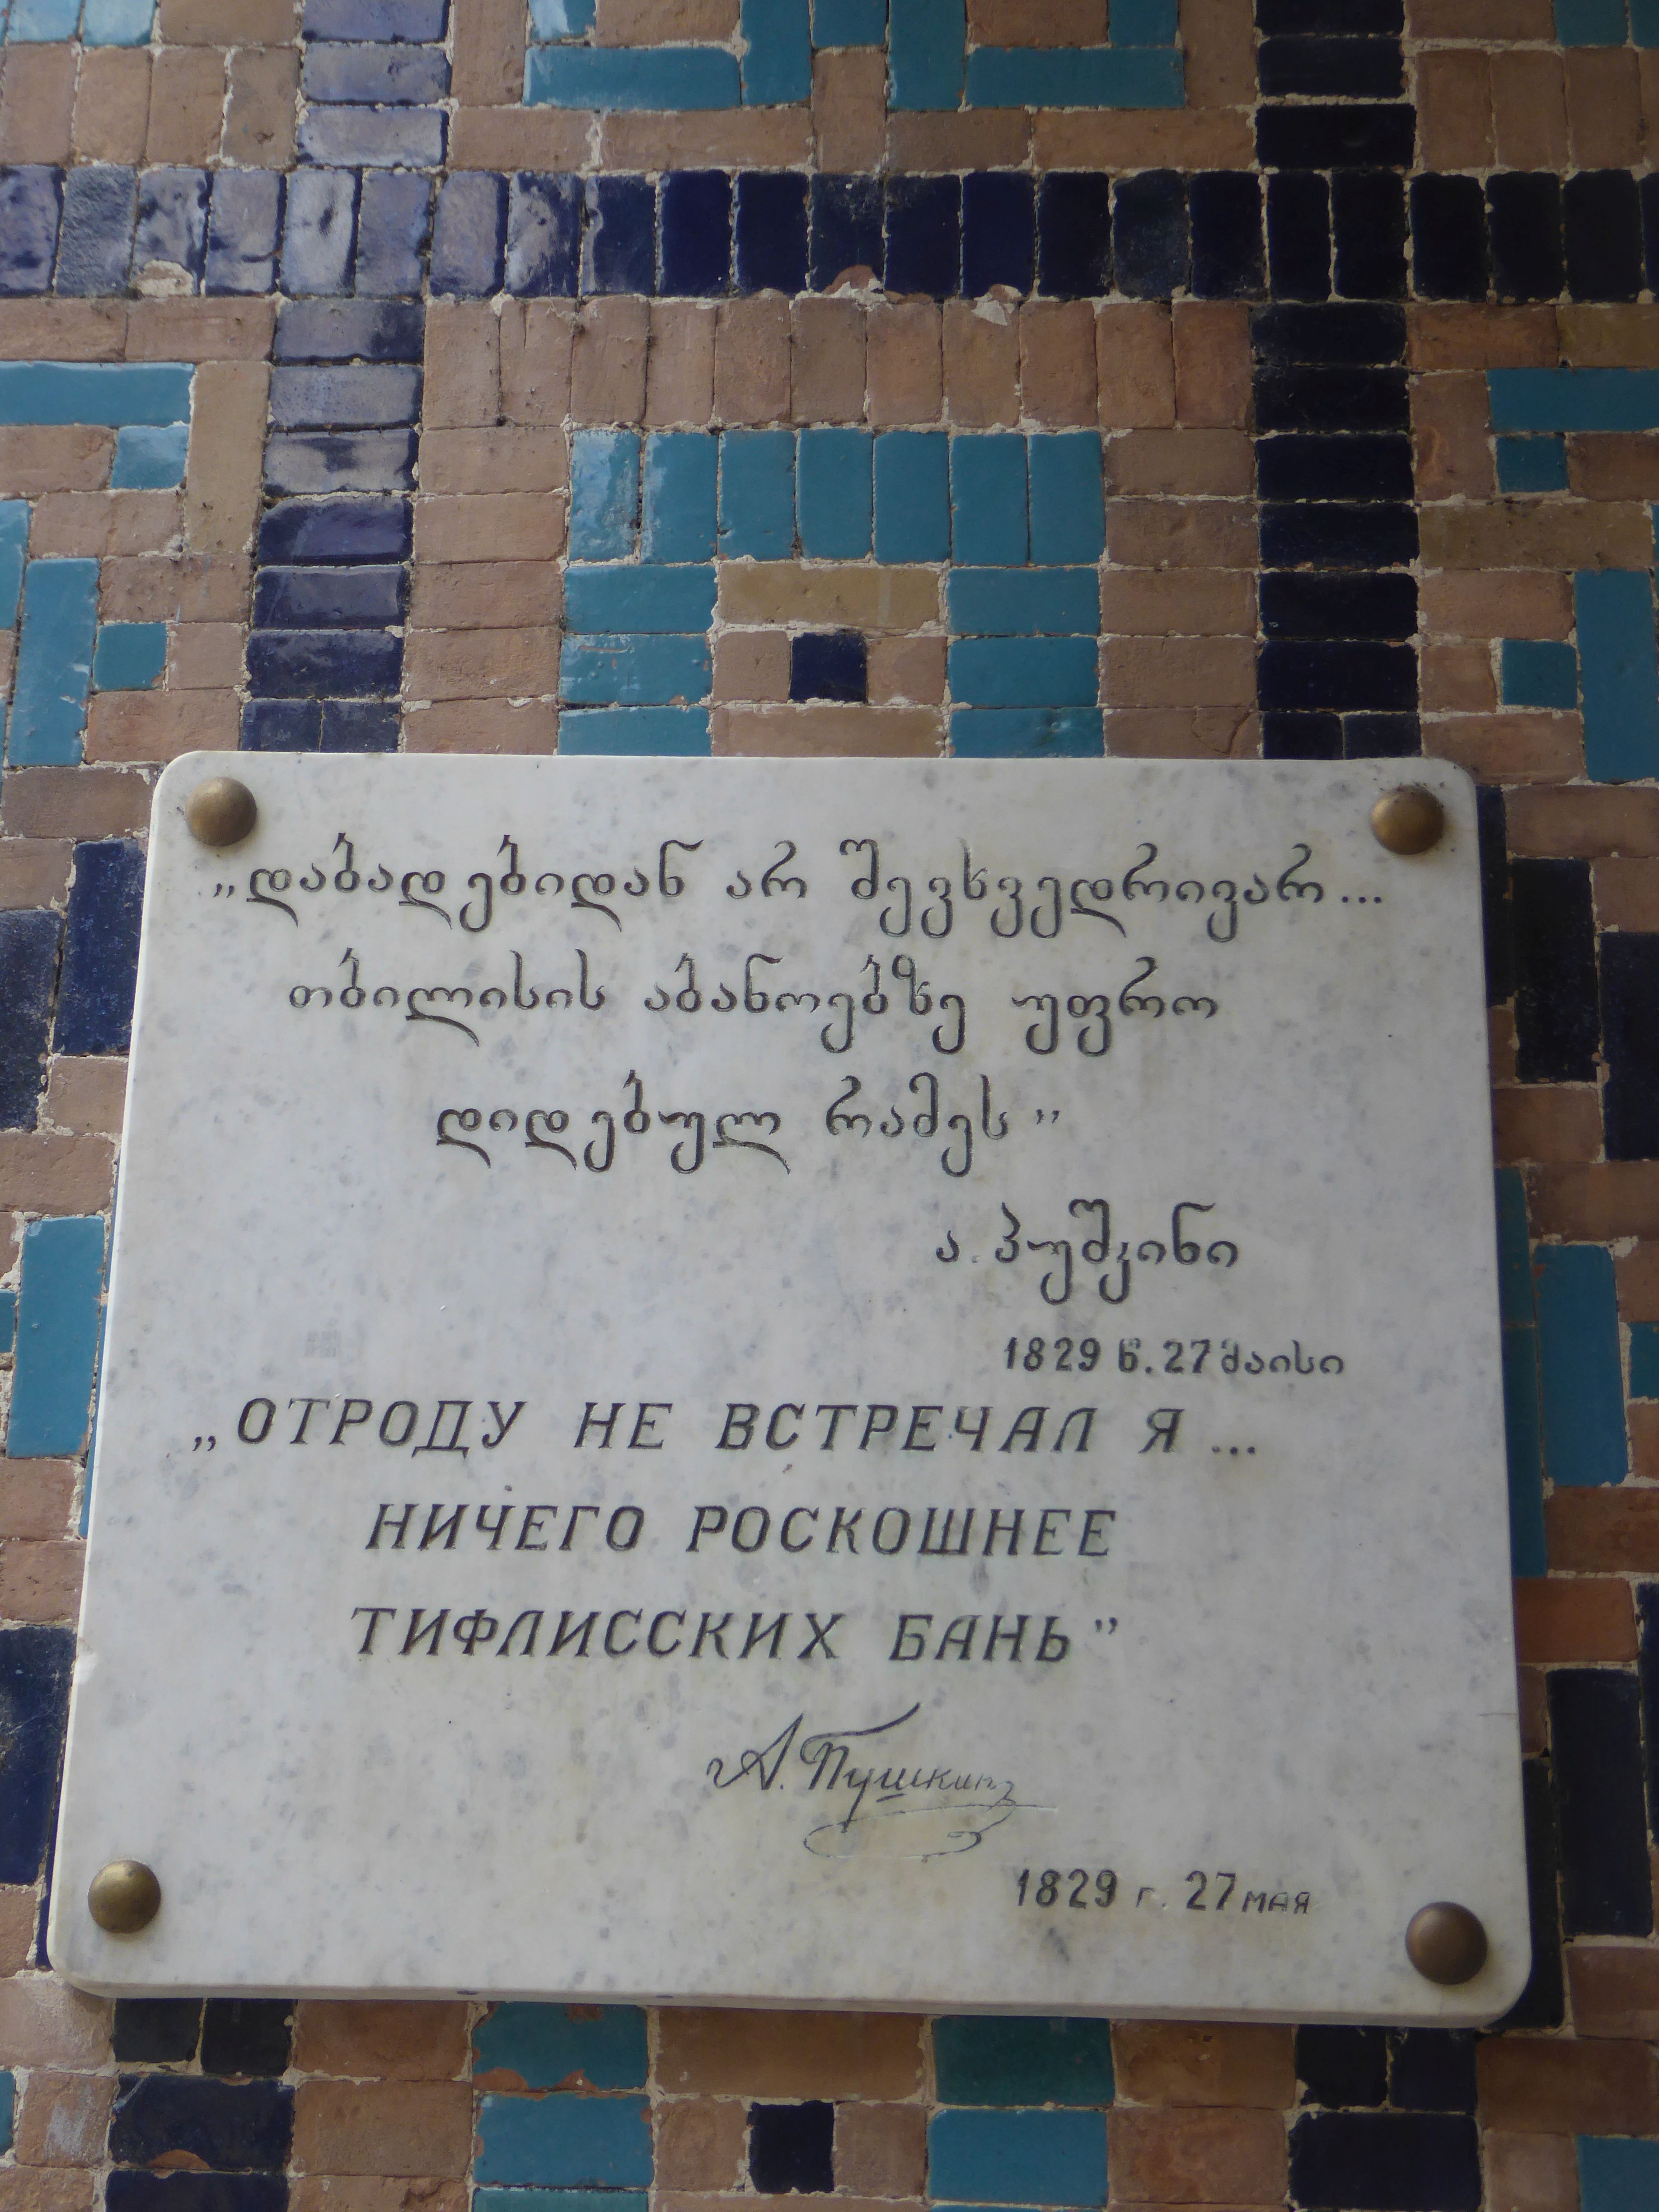 „დაბადებიდან არ შევხვედრივარ...
თბილისის აბანოებზე უფრო
დიდებულ რამეს”
ა. პუშკინი
1829 წ. 27 მაისი
„ОТРОДУ НЕ ВСТРЕЧАЛ Я...
НИЧЕГО РОСКОШНЕЕ
ТИФЛИССКИХ БАНЬ”
А. Пушкинъ
1829 г. 27 мая